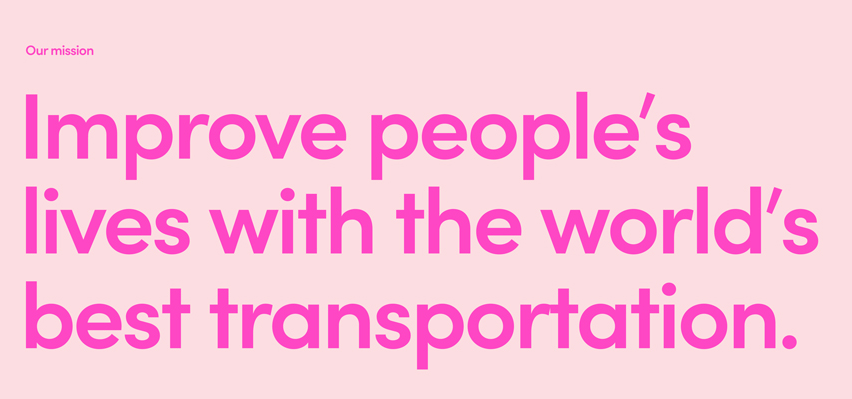 Our mission
Improve people’s
lives with the world’s
best transportation.